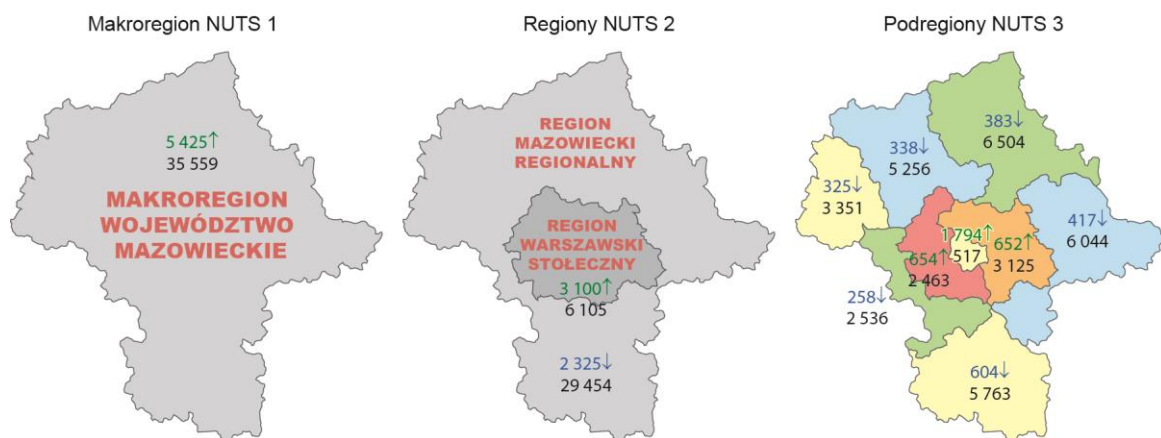 Makroregion NUTS 1
5 425↑
35 559
MAKROREGION
WOJEWÓDZTWO
MAZOWIECKIE
Regiony NUTS 2
REGION
MAZOWIECKI
REGIONALNY
REGION
WARSZAWSKI
STOŁECZNY
3 100↑
6 105
2 325↓
29 454
Podregiony NUTS 3
383↓
6 504
338↓
5 256
325↓
3 351
417↓
6 044
1 794↑
517
652↑
3 125
654↑
2 463
258↓
2 536
604↓
5 763